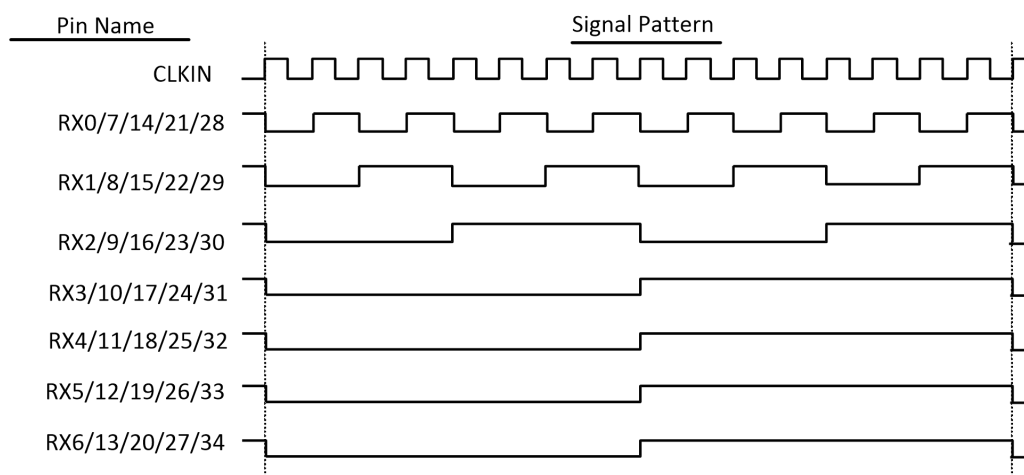 Pin Name
Signal Pattern
CLKIN
RX0/7/14/21/28
RX1/8/15/22/29
RX2/9/16/23/30
RX3/10/17/24/31
RX4/11/18/25/32
RX5/12/19/26/33
RX6/13/20/27/34